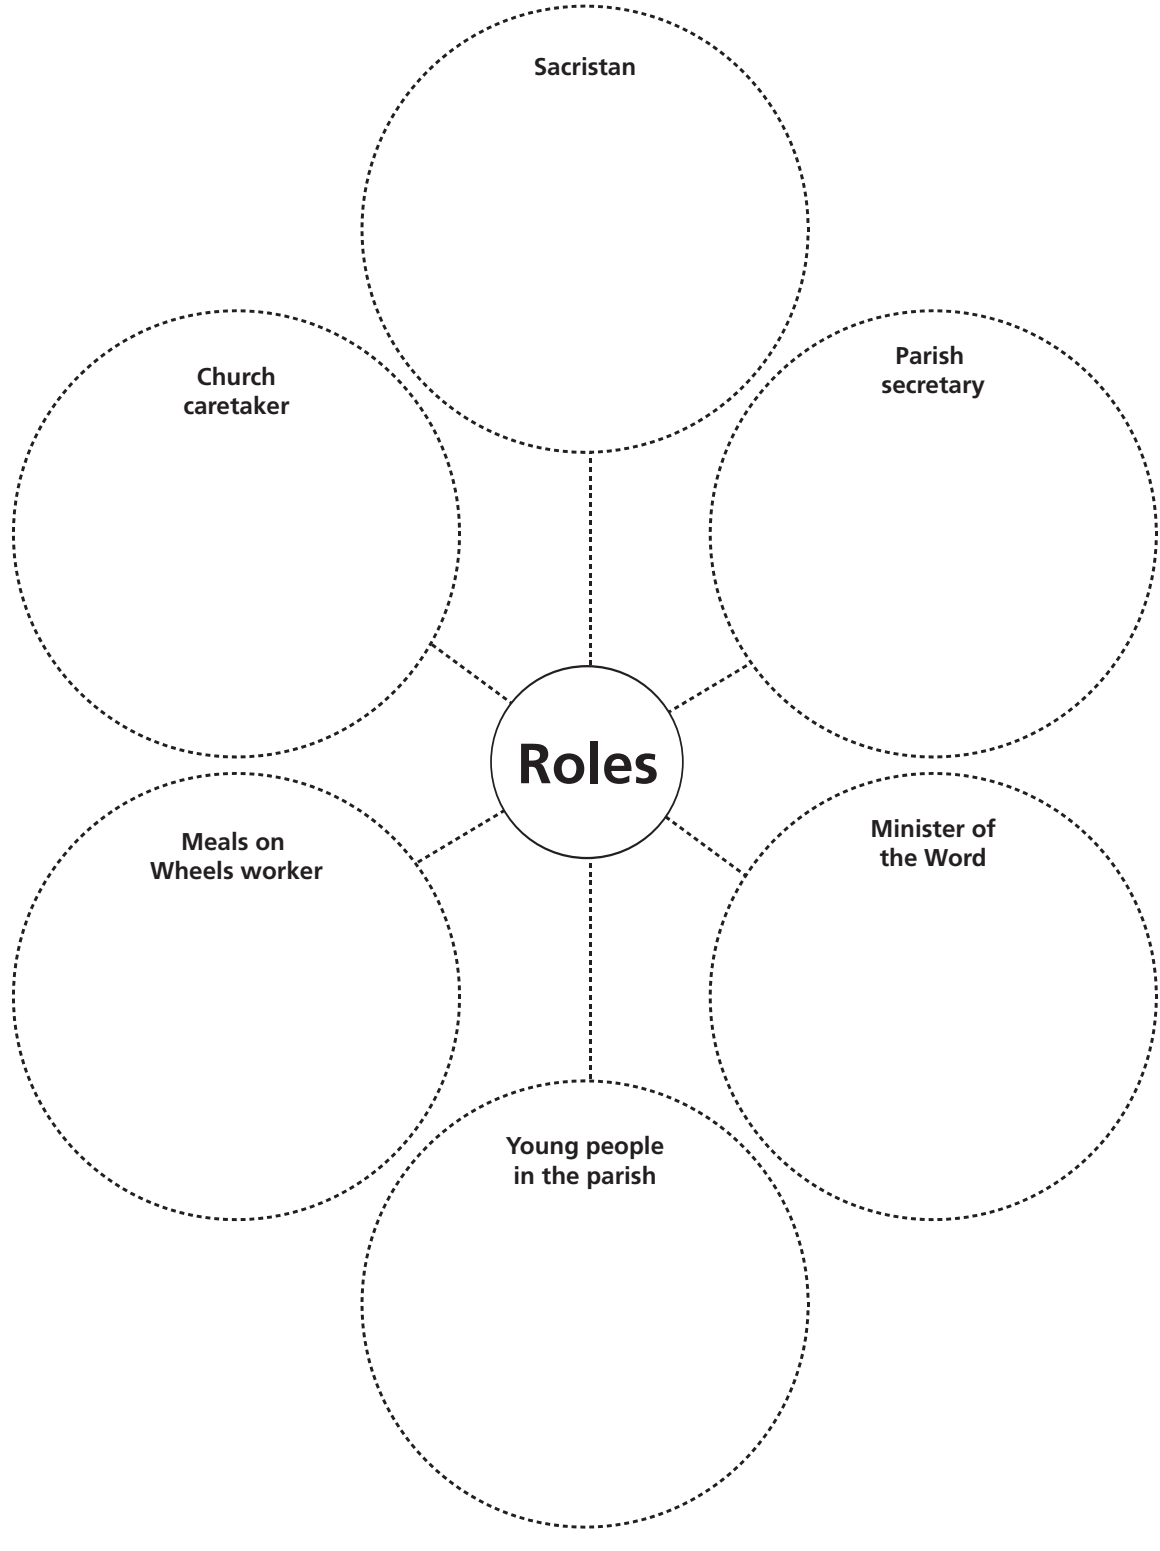 Sacristan
Parish
secretary
Church
caretaker
Roles
Minister of
the Word
Meals on
Wheels worker
Young people
in the parish